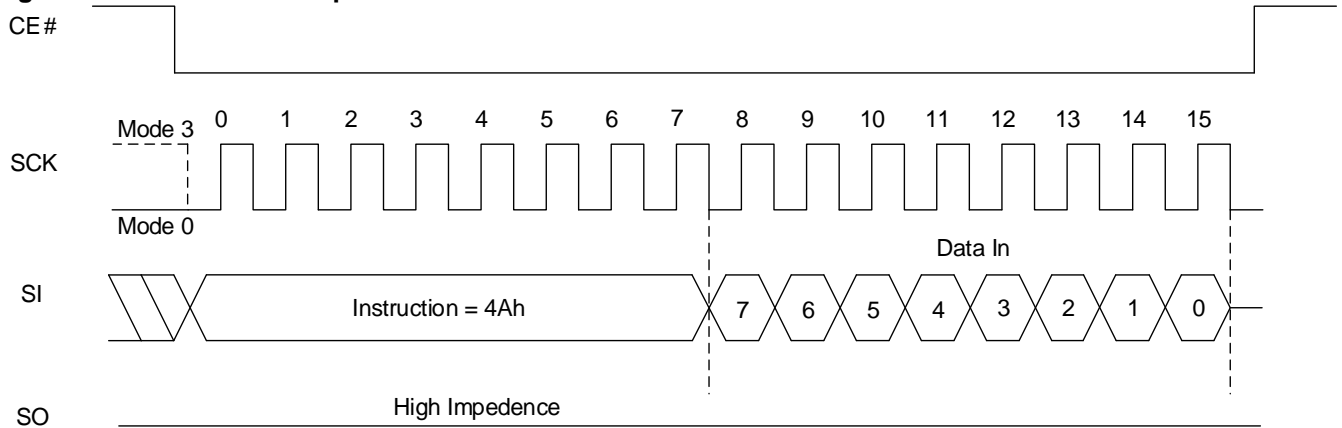 CE#
SCK
Mode 3
0 1 2 3 4 5 6 7 8 9 10 11 12 13 14 15
Mode 0
Data In
SI
Instruction = 4Ah
7 6 5 4 3 2 1 0
SO
High Impedence